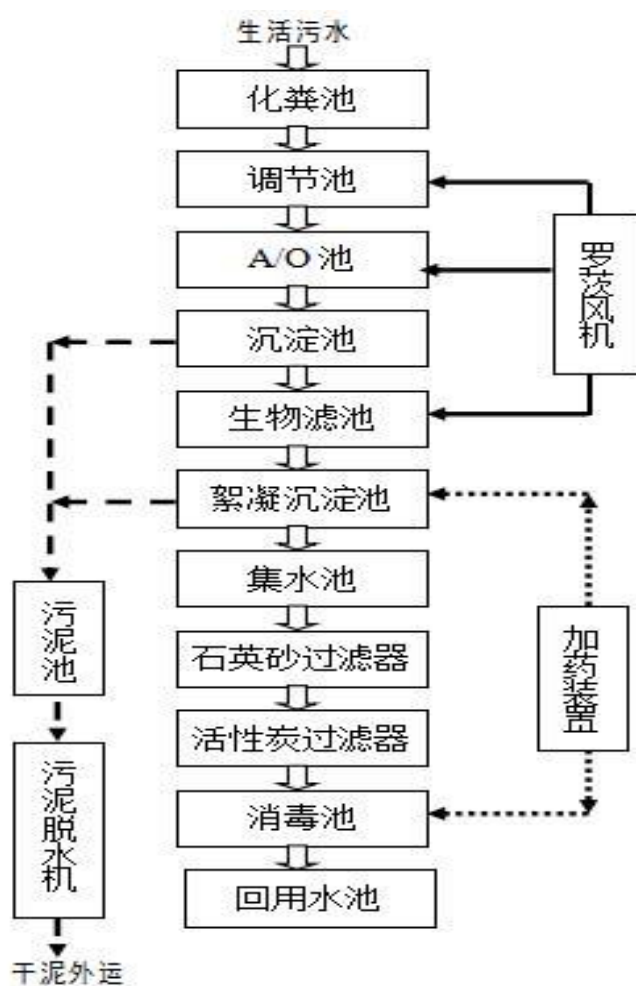 生活污水
化粪池
调节池
A/O 池
沉淀池
生物滤池
絮凝沉淀池
集水池
石英砂过滤器
活性炭过滤器
消毒池
回用水池
罗茨风机
加药装置
污泥池
污泥脱水机
干泥外运